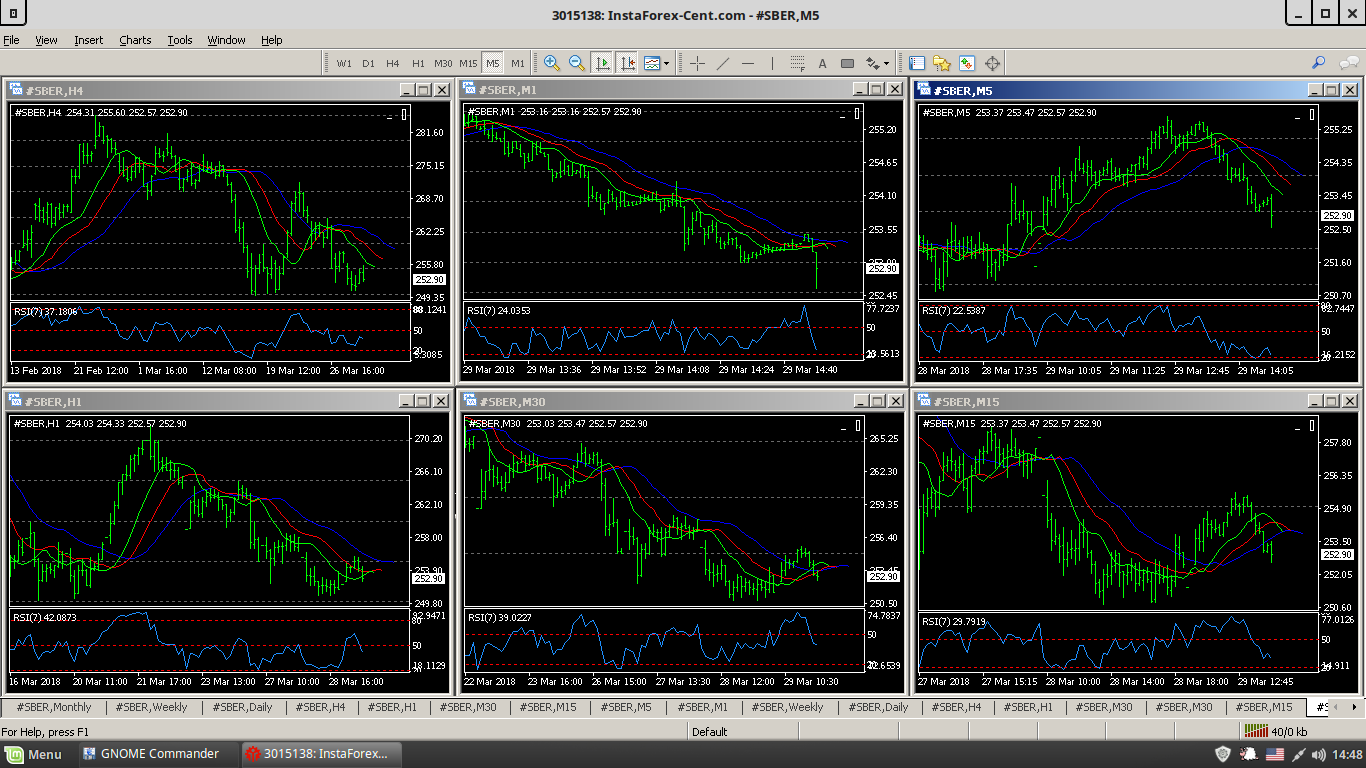 3015138: InstaForex-Cent.com - #SBER,M5
File View Insert Charts Tools Window Help
W1 D1 H4 H1 M30 M15 M5 M1 A
#SBER,H4
#SBER,H4 254.31 255.60 252.57 252.90
281.60
275.15
268.70
262.25
255.80
252.90
249.35
RSI(7) 37.1806
50
13 Feb 2018 21 Feb 12:00 1 Mar 16:00 12 Mar 08:00 19 Mar 12:00 26 Mar 16:00
#SBER,M1
#SBER,M1 253.16 253.16 252.57 252.90
255.20
254.65
254.10
253.55
252.90
252.45
RSI(7) 24.0353
77.7237
50
29 Mar 2018 29 Mar 13:36 29 Mar 13:52 29 Mar 14:08 29 Mar 14:24 29 Mar 14:40
#SBER,M5
#SBER,M5 253.37 253.47 252.57 252.90
255.25
254.35
253.45
252.90
252.50
251.60
250.70
RSI(7) 22.5387
50
16.2152
28 Mar 2018 28 Mar 17:35 29 Mar 10:05 29 Mar 11:25 29 Mar 12:45 29 Mar 14:05
#SBER,H1
#SBER,H1 254.03 254.33 252.57 252.90
270.20
266.10
262.10
258.00
252.90
249.80
RSI(7) 42.0873
92.9471
50
18.1129
16 Mar 2018 20 Mar 11:00 21 Mar 17:00 23 Mar 13:00 27 Mar 10:00 28 Mar 16:00
#SBER,M30
#SBER,M30 253.03 253.47 252.57 252.90
265.25
262.30
259.35
256.40
252.90
250.50
RSI(7) 39.0227
74.7837
50
22 Mar 2018 23 Mar 16:00 26 Mar 15:00 27 Mar 13:30 28 Mar 12:00 29 Mar 10:30
#SBER,M15
#SBER,M15 253.37 253.47 252.57 252.90
257.80
256.35
254.90
253.50
252.90
252.05
250.60
RSI(7) 29.7919
77.0126
50
27 Mar 2018 27 Mar 15:15 28 Mar 10:00 28 Mar 14:00 28 Mar 18:00 29 Mar 12:45
#SBER,Monthly #SBER,Weekly #SBER,Daily #SBER,H4 #SBER,H1 #SBER,M30 #SBER,M15 #SBER,M5 #SBER,M1 #SBER,Weekly #SBER,Daily #SBER,H4 #SBER,H1 #SBER,M30 #SBER,M30 #SBER,M15
For Help, press F1 Default 40/0 kb
Menu GNOME Commander 3015138: InstaForex... 14:48